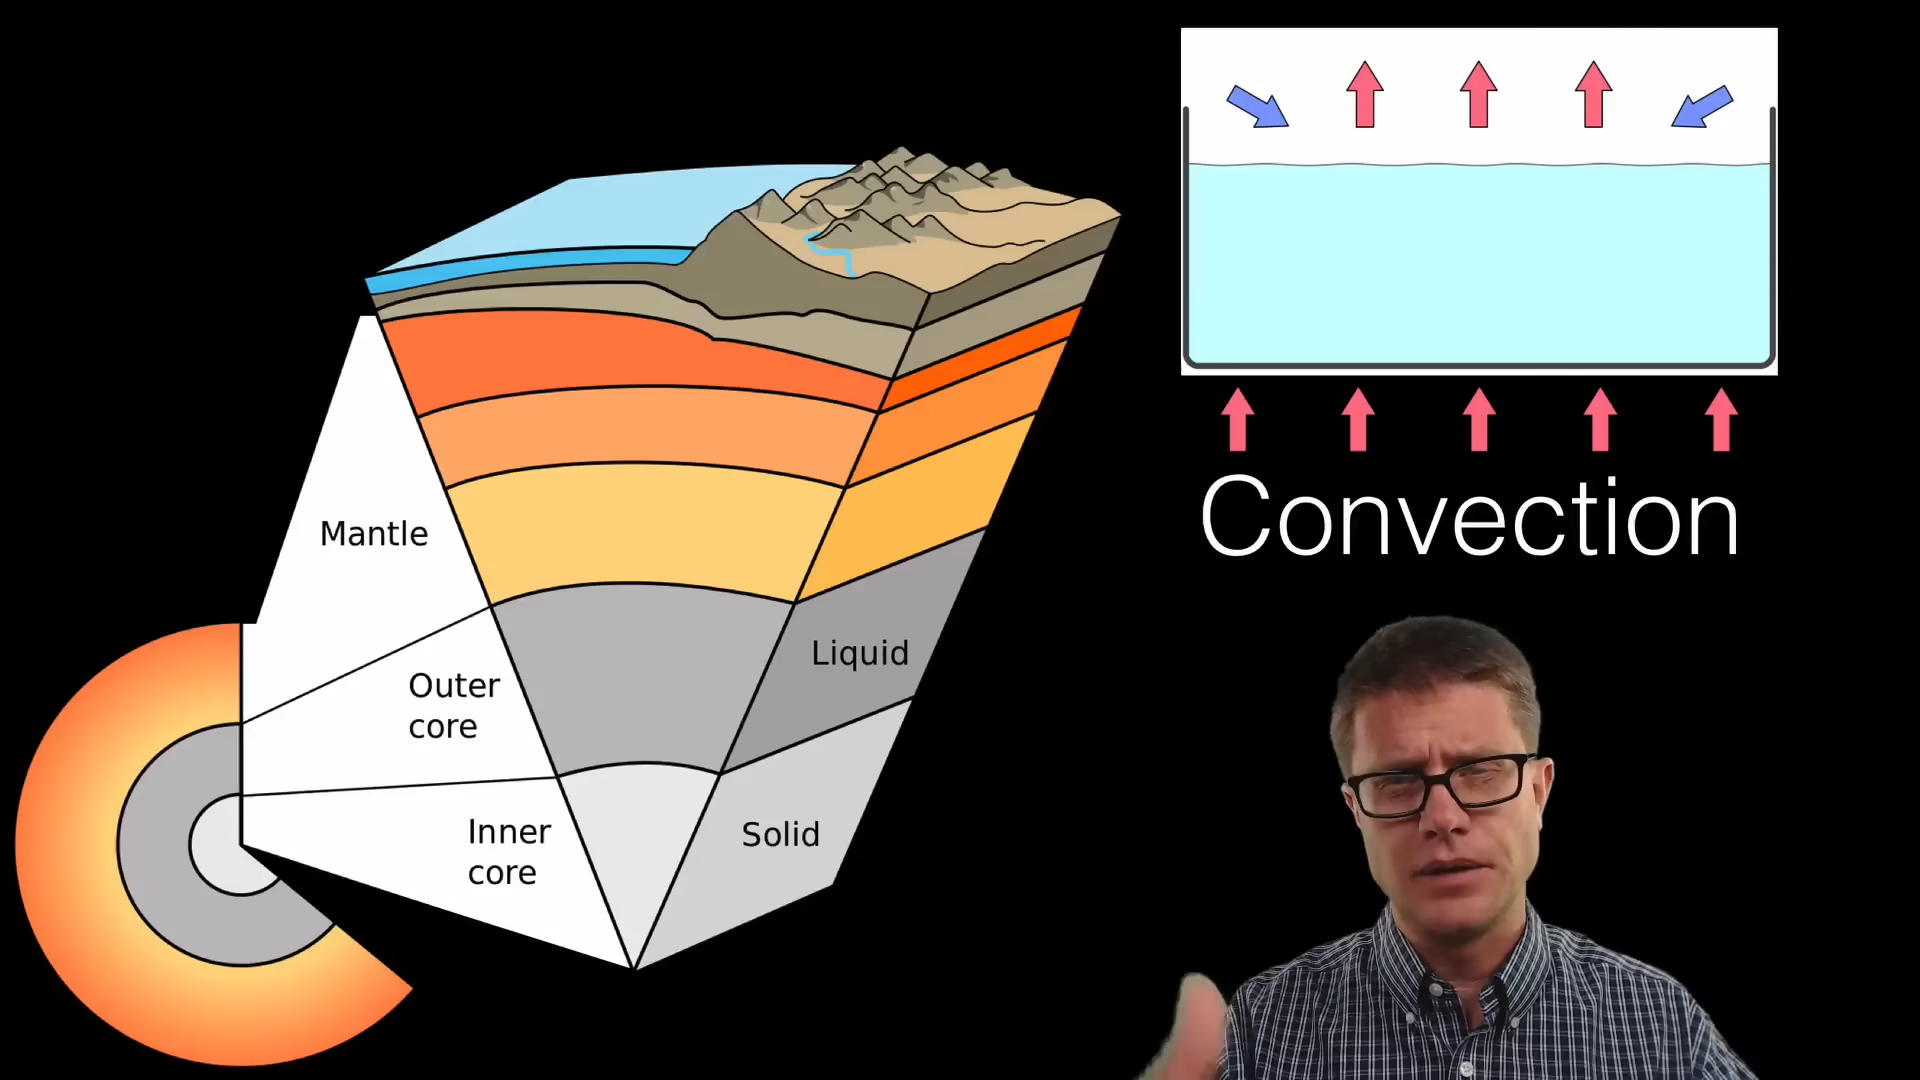 Convection
Mantle
Liquid
Outer
core
Inner
core
Solid